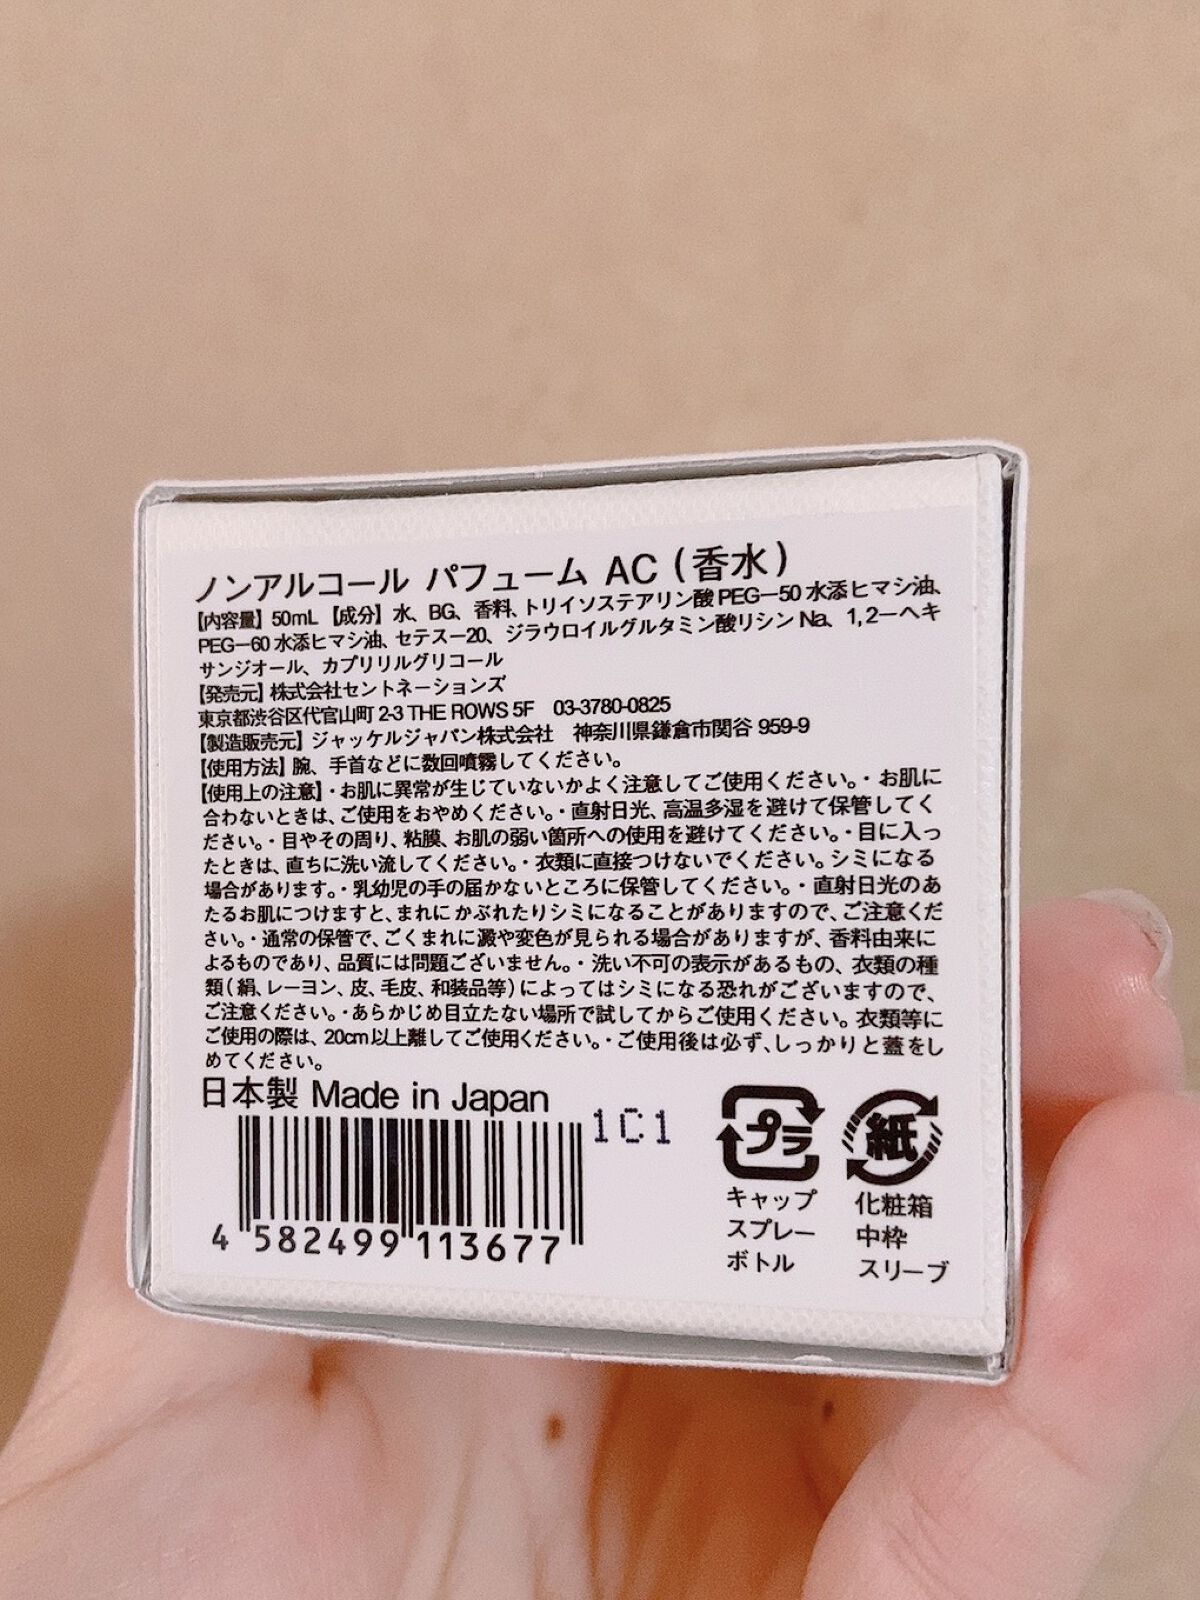 ノンアルコール パフューム AC(香水)
【内容量】50mL【成分】水、BG、香料、トリイソステアリン酸PEGー50水添ヒマシ油、
PEGー60水添ヒマシ油、セテスー20、ジラウロイルグルタミン酸リシンNa、1,2ーヘキ
サンジオール、カプリリルグリコール
【発売元】株式会社セントネーションズ
東京都渋谷区代官山町2-3 THE ROWS 5F 03-3780-0825
【製造販売元】ジャッケルジャパン株式会社 神奈川県鎌倉市関谷959-9
【使用方法】腕、手首などに数回噴霧してください。
【使用上の注意】・お肌に異常が生じていないかよく注意してご使用ください。・お肌に
合わないときは、ご使用をおやめください。・直射日光、高温多湿を避けて保管してく
ださい。・目やその周り、粘膜、お肌の弱い箇所への使用を避けてください。・目に入っ
たときは、直ちに洗い流してください。・衣類に直接つけないでください。シミになる
場合があります。・乳幼児の手の届かないところに保管してください。・直射日光のあ
たるお肌につけますと、まれにかぶれたりシミになることがありますので、ご注意くだ
さい。・通常の保管で、ごくまれに澱や変色が見られる場合がありますが、香料由来に
よるものであり、品質には問題ございません。・洗い不可の表示があるもの、衣類の種
類(絹、レーヨン、皮、毛皮、和装品等)によってはシミになる恐れがございますので、
ご注意ください。・あらかじめ目立たない場所で試してからご使用ください。衣類等に
ご使用の際は、20cm以上離してご使用ください。・ご使用後は必ず、しっかりと蓋をし
めてください。
日本製 Made in Japan
1C1
4 582499 113677
プラ
キャップ
スプレー
ボトル
紙
化粧箱
中枠
スリーブ